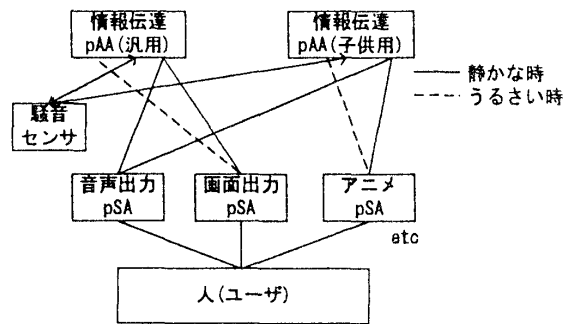 情報伝達
pAA(汎用)
情報伝達
pAA(子供用)
静かな時
うるさい時
騒音
センサ
音声出力
pSA
画面出力
pSA
アニメ
pSA
etc
人(ユーザ)